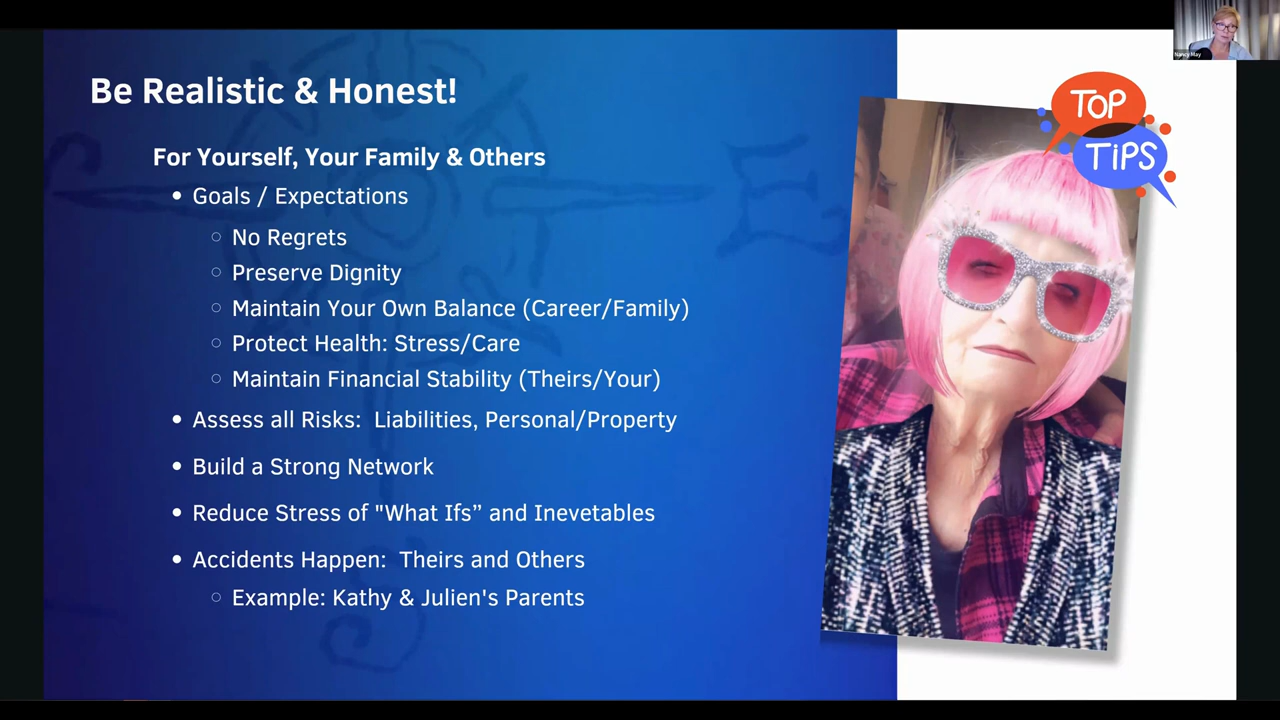 Be Realistic & Honest!
For Yourself, Your Family & Others
• Goals / Expectations
○ No Regrets
○ Preserve Dignity
○ Maintain Your Own Balance (Career/Family)
○ Protect Health: Stress/Care
○ Maintain Financial Stability (Theirs/Your)
• Assess all Risks:  Liabilities, Personal/Property
• Build a Strong Network
• Reduce Stress of "What Ifs” and Inevetables
• Accidents Happen:  Theirs and Others
○ Example: Kathy & Julien's Parents
TOP
TIPS
Nancy May